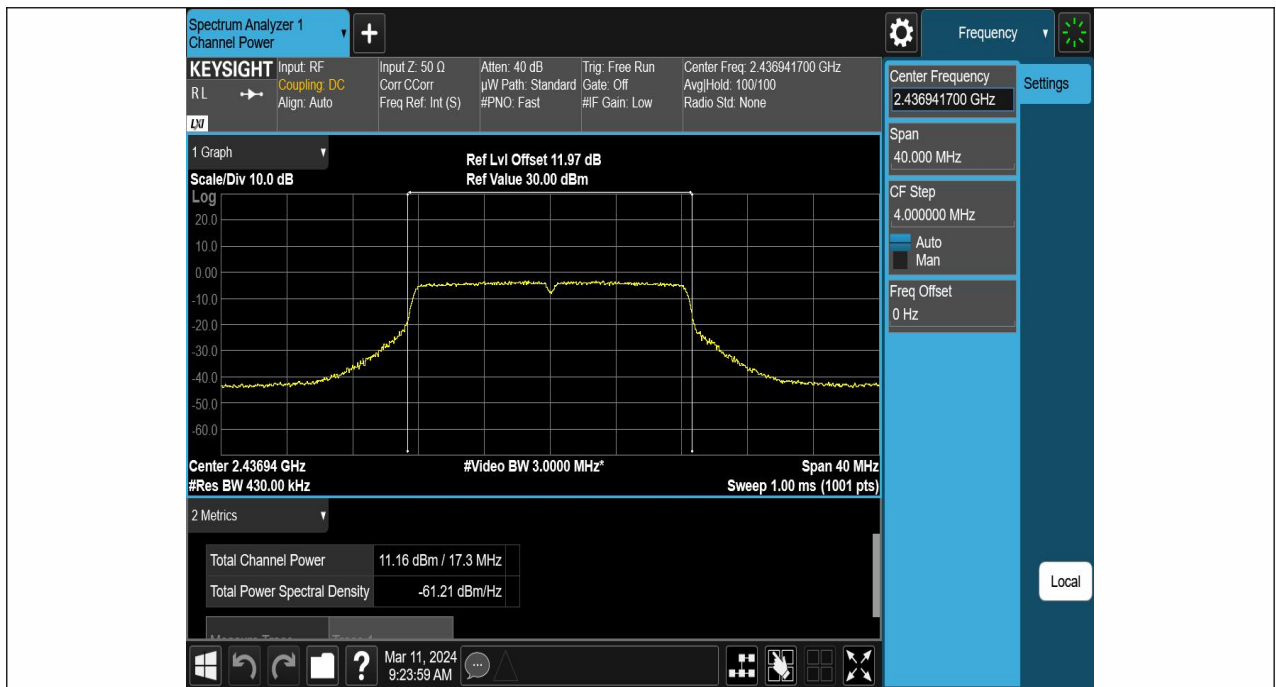 Spectrum Analyzer 1
Channel Power
+
Frequency
KEYSIGHT
R L
LXI
Input: RF
Coupling: DC
Align: Auto
Input Z: 50 Ω
Corr CCorr
Freq Ref: Int (S)
Atten: 40 dB
µW Path: Standard
#PNO: Fast
Trig: Free Run
Gate: Off
#IF Gain: Low
Center Freq: 2.436941700 GHz
Avg|Hold: 100/100
Radio Std: None
Center Frequency
2.436941700 GHz
Settings
Span
40.000 MHz
CF Step
4.000000 MHz
Auto
Man
Freq Offset
0 Hz
1 Graph
Scale/Div 10.0 dB
Ref Lvl Offset 11.97 dB
Ref Value 30.00 dBm
Log
20.0
10.0
0.00
-10.0
-20.0
-30.0
-40.0
-50.0
-60.0
Center 2.43694 GHz
#Video BW 3.0000 MHz*
Span 40 MHz
#Res BW 430.00 kHz
Sweep 1.00 ms (1001 pts)
2 Metrics
Total Channel Power 11.16 dBm / 17.3 MHz
Total Power Spectral Density -61.21 dBm/Hz
Local
?
Mar 11, 2024
9:23:59 AM